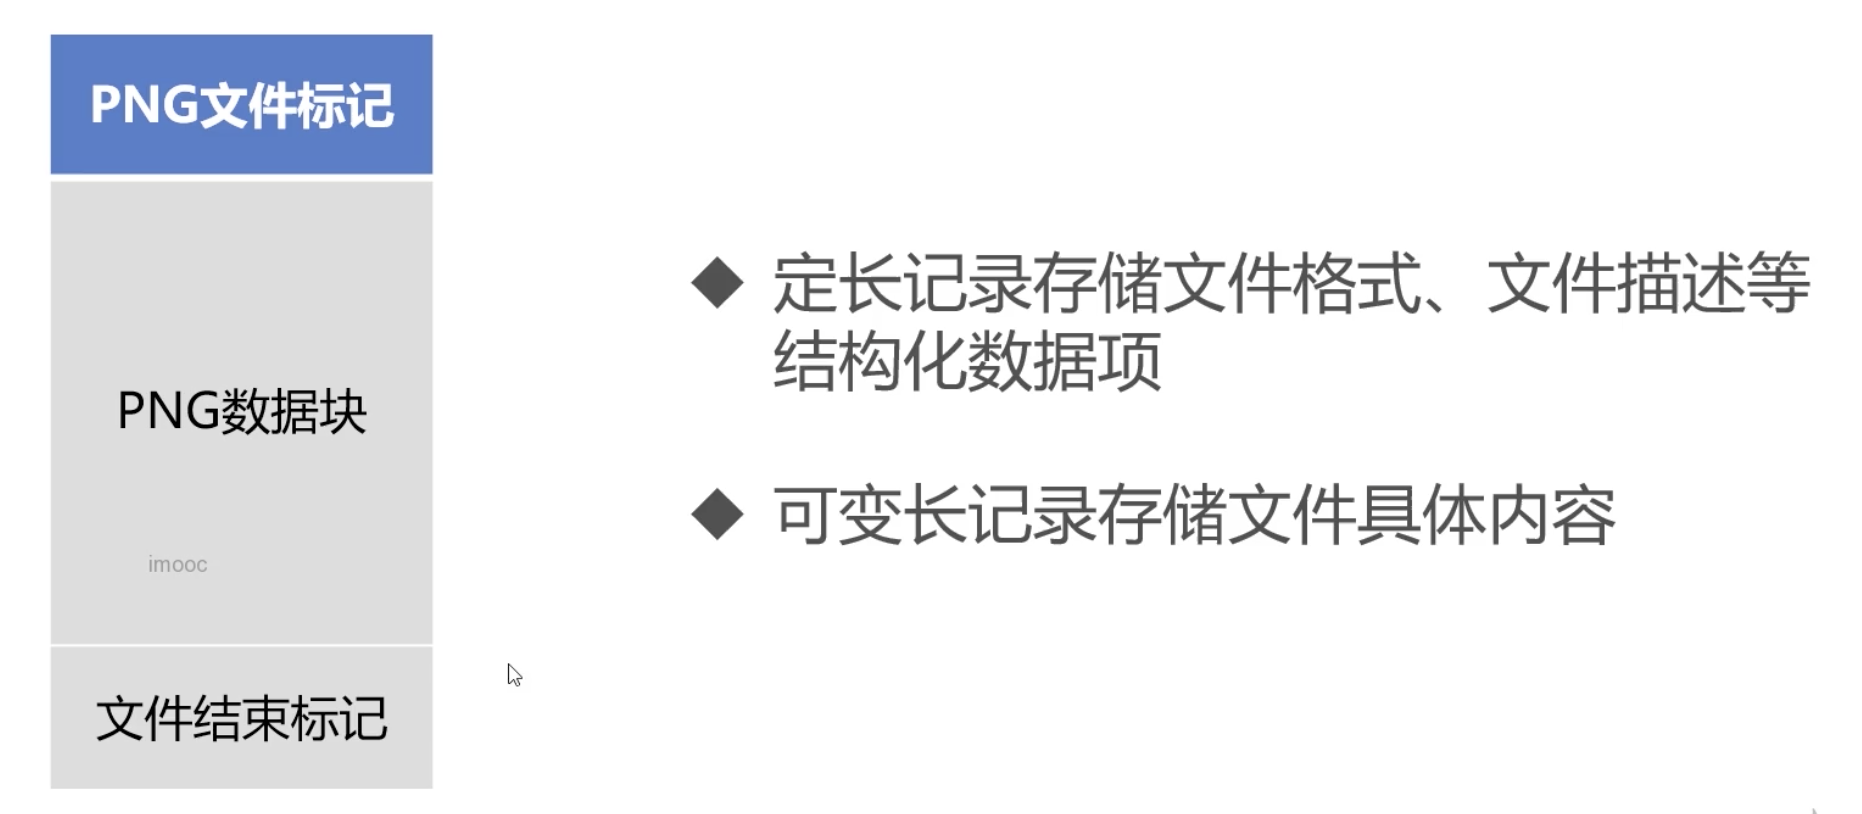 PNG文件标记
PNG数据块
imooc
文件结束标记
◆ 定长记录存储文件格式、文件描述等
结构化数据项
◆ 可变长记录存储文件具体内容